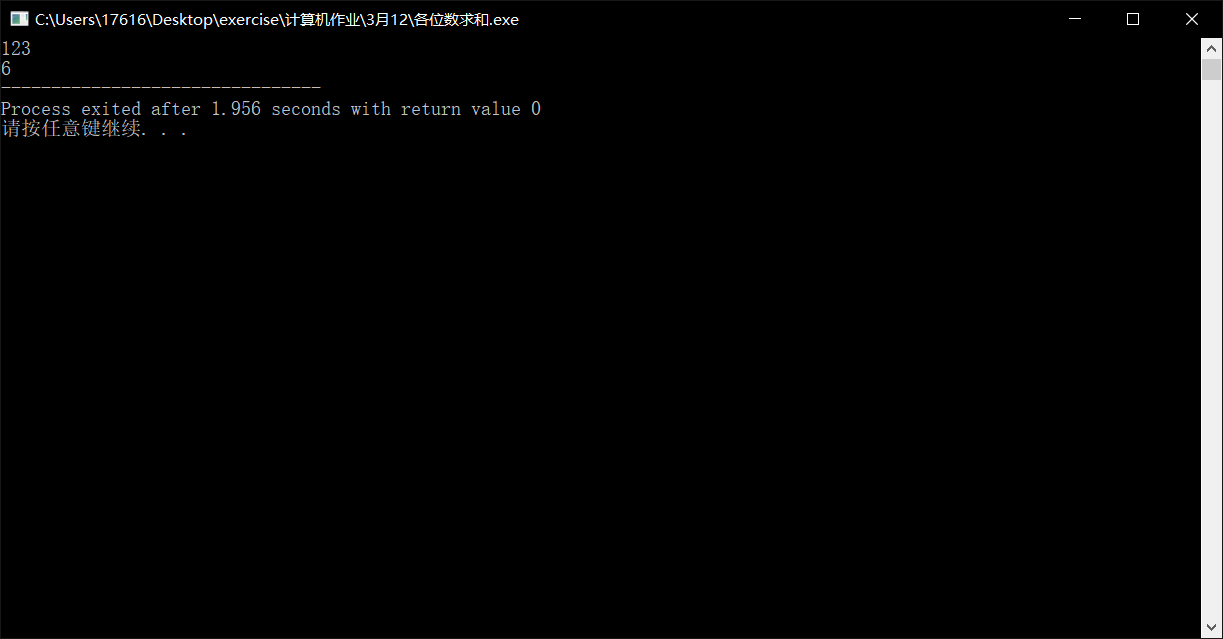 C:\Users\17616\Desktop\exercise\计算机作业\3月12\各位数求和.exe
123
6
--------------------------------
Process exited after 1.956 seconds with return value 0
请按任意键继续. . .